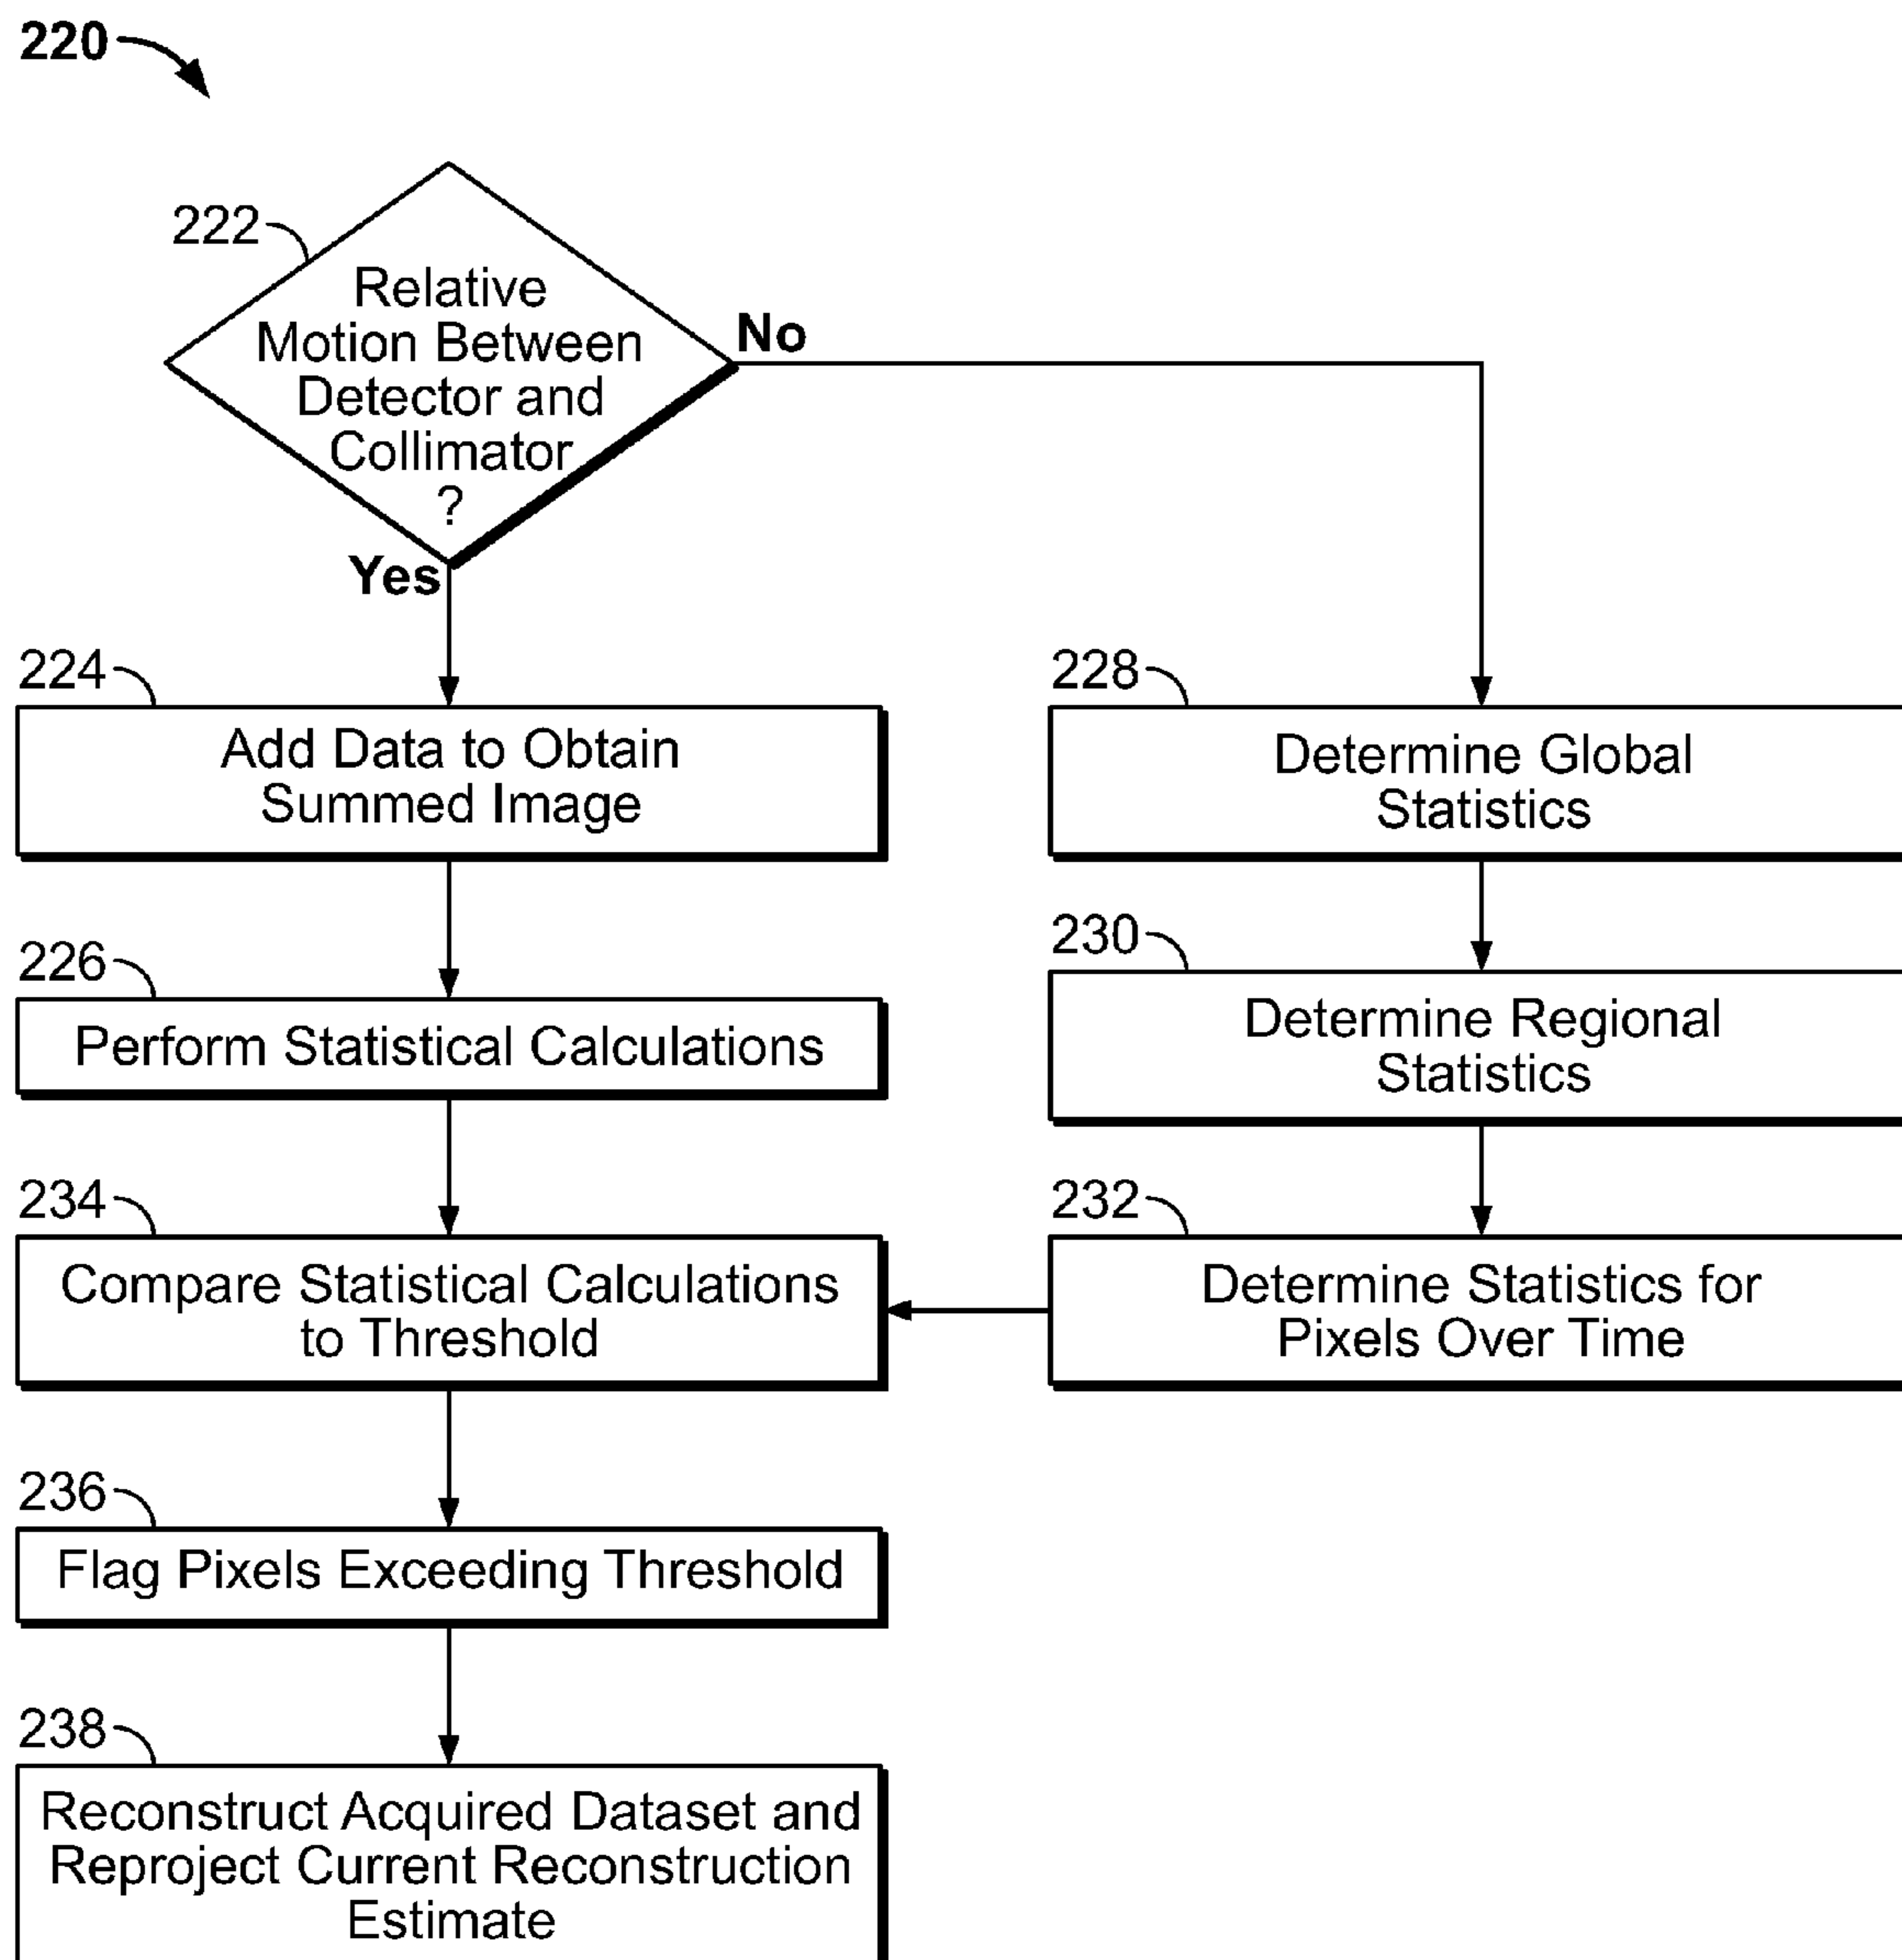 220
222
Relative
Motion Between
Detector and
Collimator
?
No
Yes
224
Add Data to Obtain
Summed Image
228
Determine Global
Statistics
226
Perform Statistical Calculations
230
Determine Regional
Statistics
234
Compare Statistical Calculations
to Threshold
232
Determine Statistics for
Pixels Over Time
236
Flag Pixels Exceeding Threshold
238
Reconstruct Acquired Dataset and
Reproject Current Reconstruction
Estimate